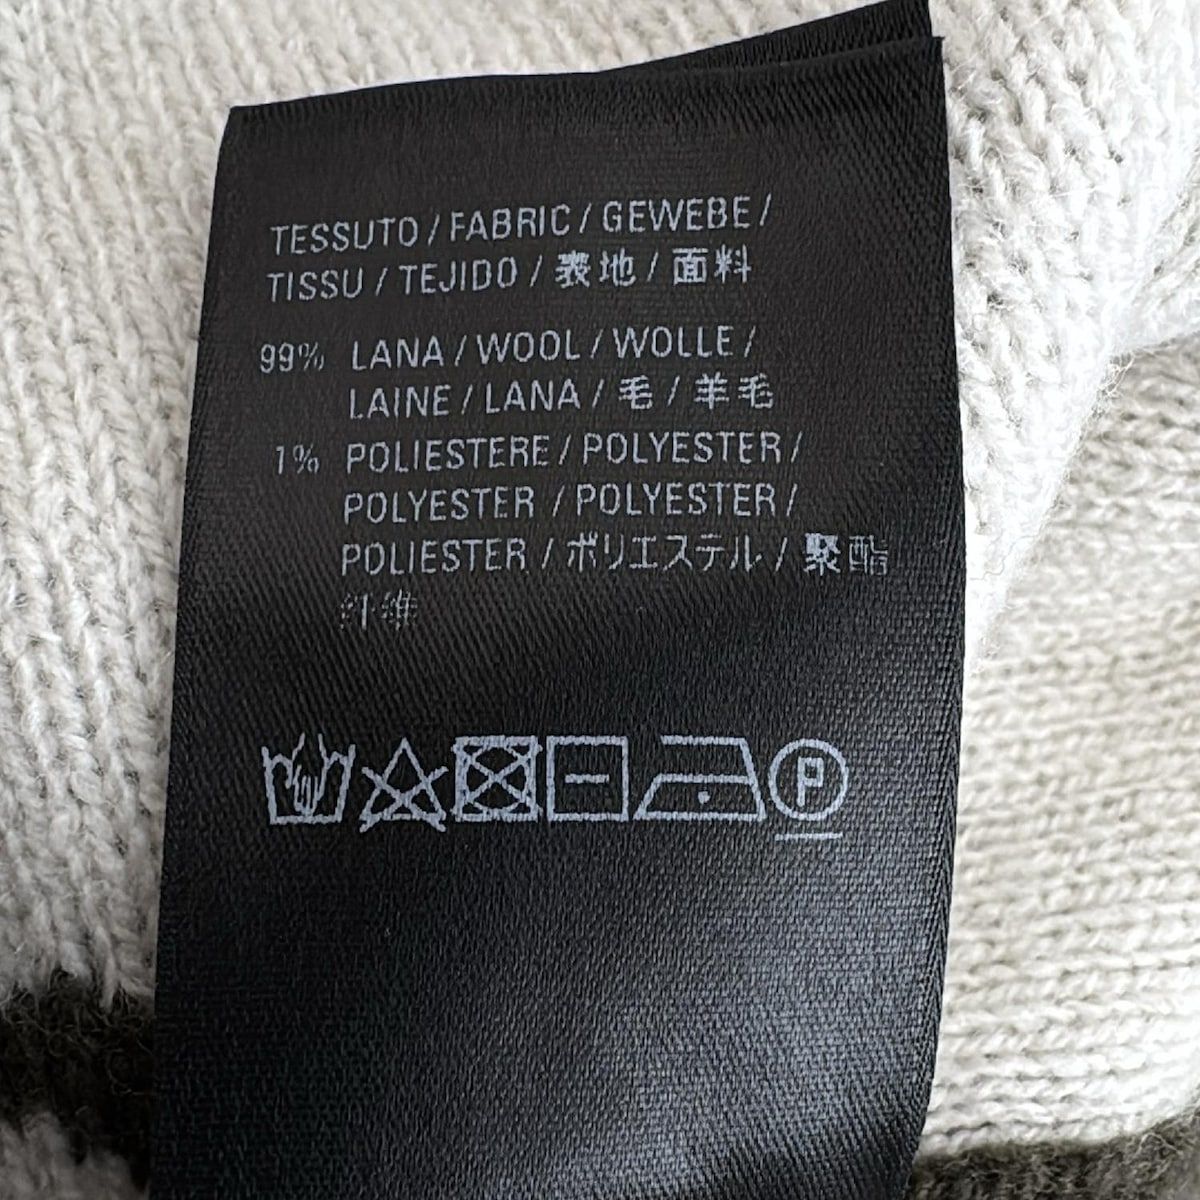 TESSUTO / FABRIC / GEWEBE /
TISSU / TEJIDO / 表地 / 面料
99% LANA / WOOL / WOLLE /
LAINE / LANA / 毛 / 羊毛
1% POLIESTERE / POLYESTER /
POLYESTER / POLYESTER /
POLIESTER / ポリエステル / 聚酯
纤维
P